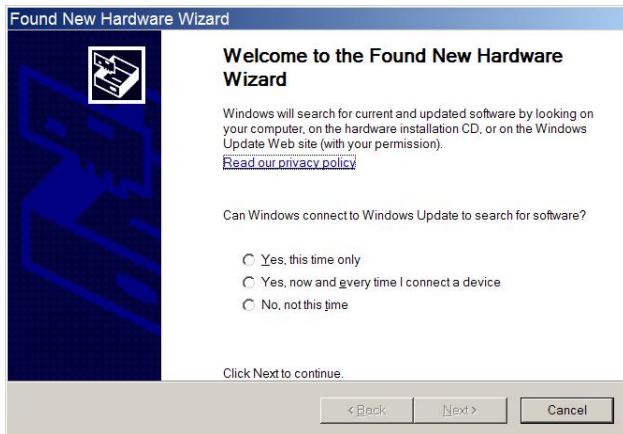 Found New Hardware Wizard
Welcome to the Found New Hardware
Wizard
Windows will search for current and updated software by looking on
your computer, on the hardware installation CD, or on the Windows
Update Web site (with your permission).
Read our privacy policy
Can Windows connect to Windows Update to search for software?
Yes, this time only
Yes, now and every time I connect a device
No, not this time
Click Next to continue.
< Back Next > Cancel